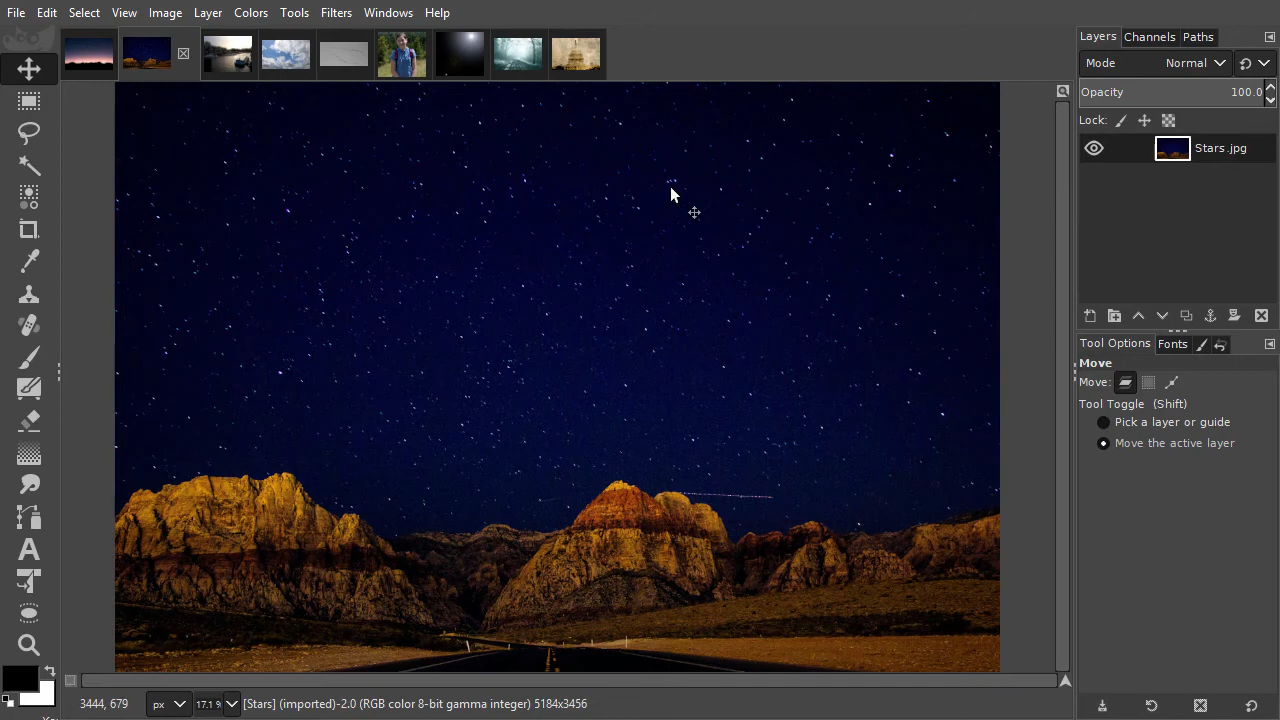 File Edit Select View Image Layer Colors Tools Filters Windows Help
Layers Channels Paths
Mode Normal
Opacity 100.0
Lock:
Stars .jpg
Tool Options Fonts
Move
Move:
Tool Toggle (Shift)
Pick a layer or guide
Move the active layer
3444, 679 px 17.1 % [Stars] (imported)-2.0 (RGB color 8-bit gamma integer) 5184x3456